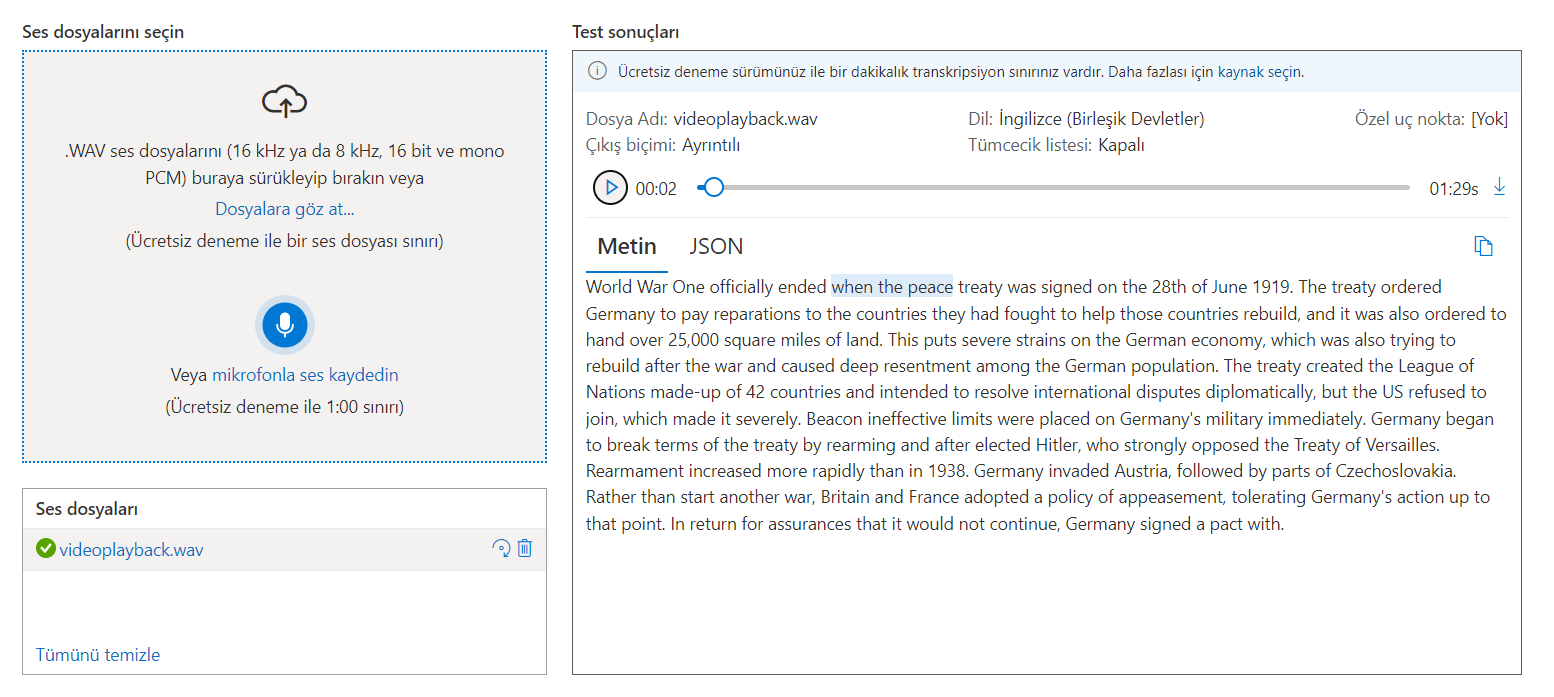 Ses dosyalarını seçin
.WAV ses dosyalarını (16 kHz ya da 8 kHz, 16 bit ve mono
PCM) buraya sürükleyip bırakın veya
Dosyalara göz at...
(Ücretsiz deneme ile bir ses dosyası sınırı)
Veya mikrofonla ses kaydedin
(Ücretsiz deneme ile 1:00 sınırı)
Ses dosyaları
videoplayback.wav
Tümünü temizle
Test sonuçları
Ücretsiz deneme sürümünüz ile bir dakikalık transkripsiyon sınırınız vardır. Daha fazlası için kaynak seçin.
Dosya Adı: videoplayback.wav Dil: İngilizce (Birleşik Devletler) Özel uç nokta: [Yok]
Çıkış biçimi: Ayrıntılı Tümcecik listesi: Kapalı
00:02 01:29s
Metin JSON
World War One officially ended when the peace treaty was signed on the 28th of June 1919. The treaty ordered
Germany to pay reparations to the countries they had fought to help those countries rebuild, and it was also ordered to
hand over 25,000 square miles of land. This puts severe strains on the German economy, which was also trying to
rebuild after the war and caused deep resentment among the German population. The treaty created the League of
Nations made-up of 42 countries and intended to resolve international disputes diplomatically, but the US refused to
join, which made it severely. Beacon ineffective limits were placed on Germany's military immediately. Germany began
to break terms of the treaty by rearming and after elected Hitler, who strongly opposed the Treaty of Versailles.
Rearmament increased more rapidly than in 1938. Germany invaded Austria, followed by parts of Czechoslovakia.
Rather than start another war, Britain and France adopted a policy of appeasement, tolerating Germany's action up to
that point. In return for assurances that it would not continue, Germany signed a pact with.